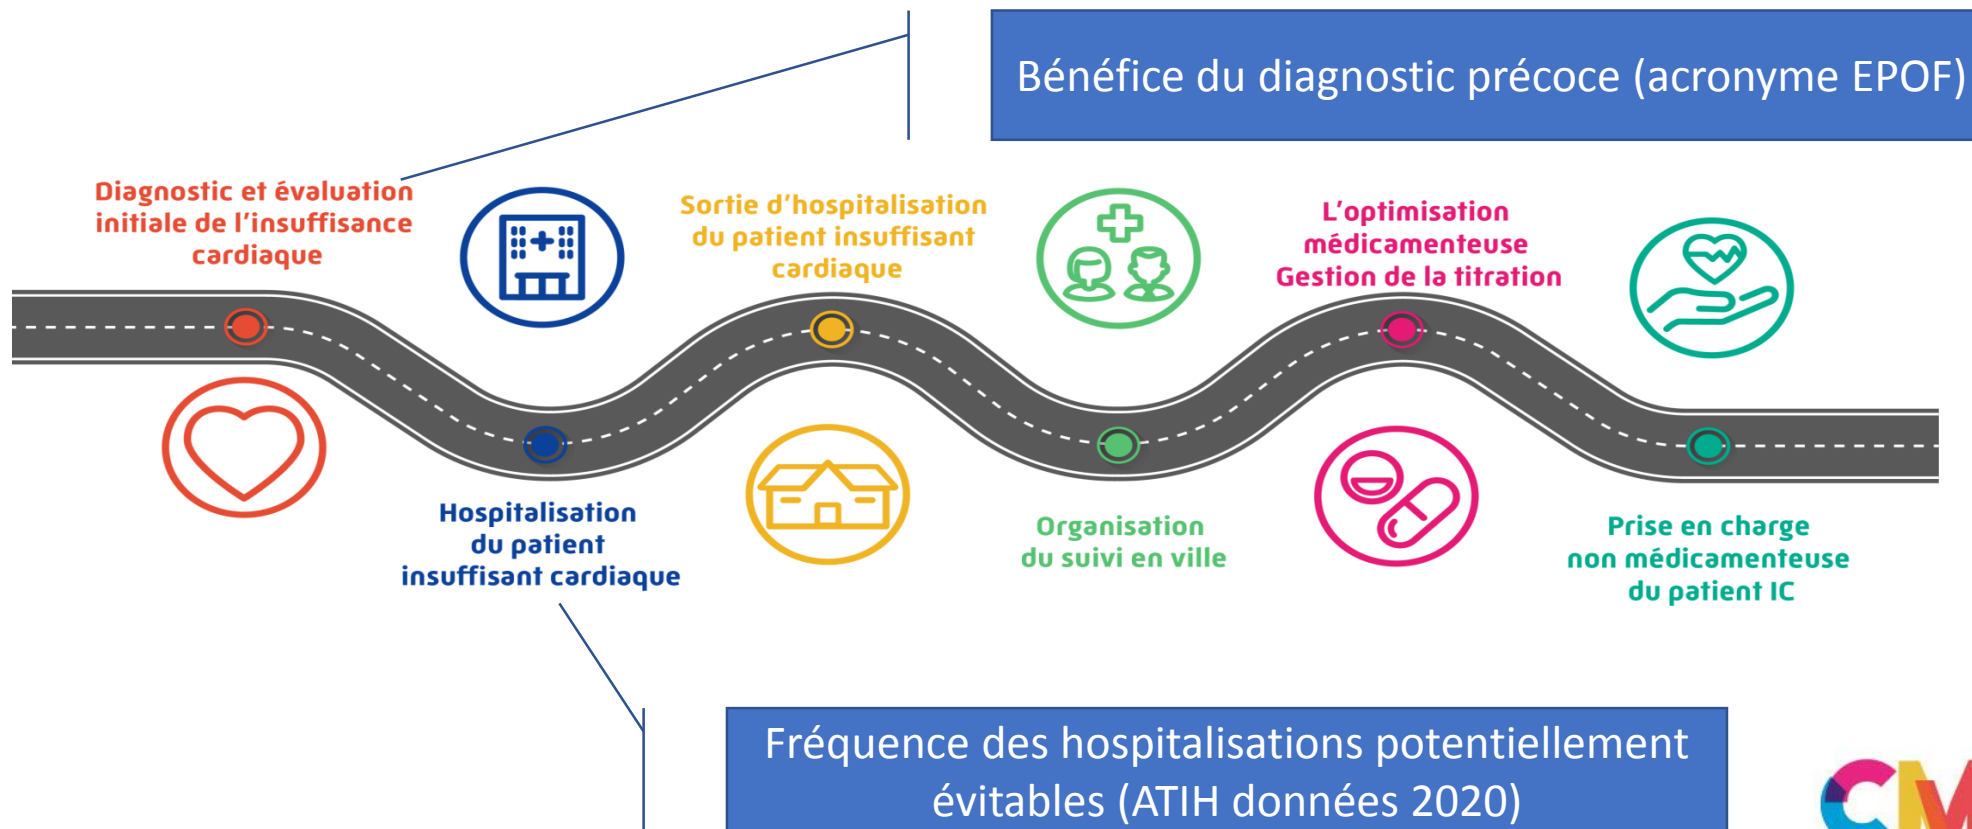 Bénéfice du diagnostic précoce (acronyme EPOF)
Diagnostic et évaluation
initiale de l'insuffisance
cardiaque
Sortie d'hospitalisation
du patient insuffisant
cardiaque
L'optimisation
médicamenteuse
Gestion de la titration
Hospitalisation
du patient
insuffisant cardiaque
Organisation
du suivi en ville
Prise en charge
non médicamenteuse
du patient IC
Fréquence des hospitalisations potentiellement
évitables (ATIH données 2020)
CM